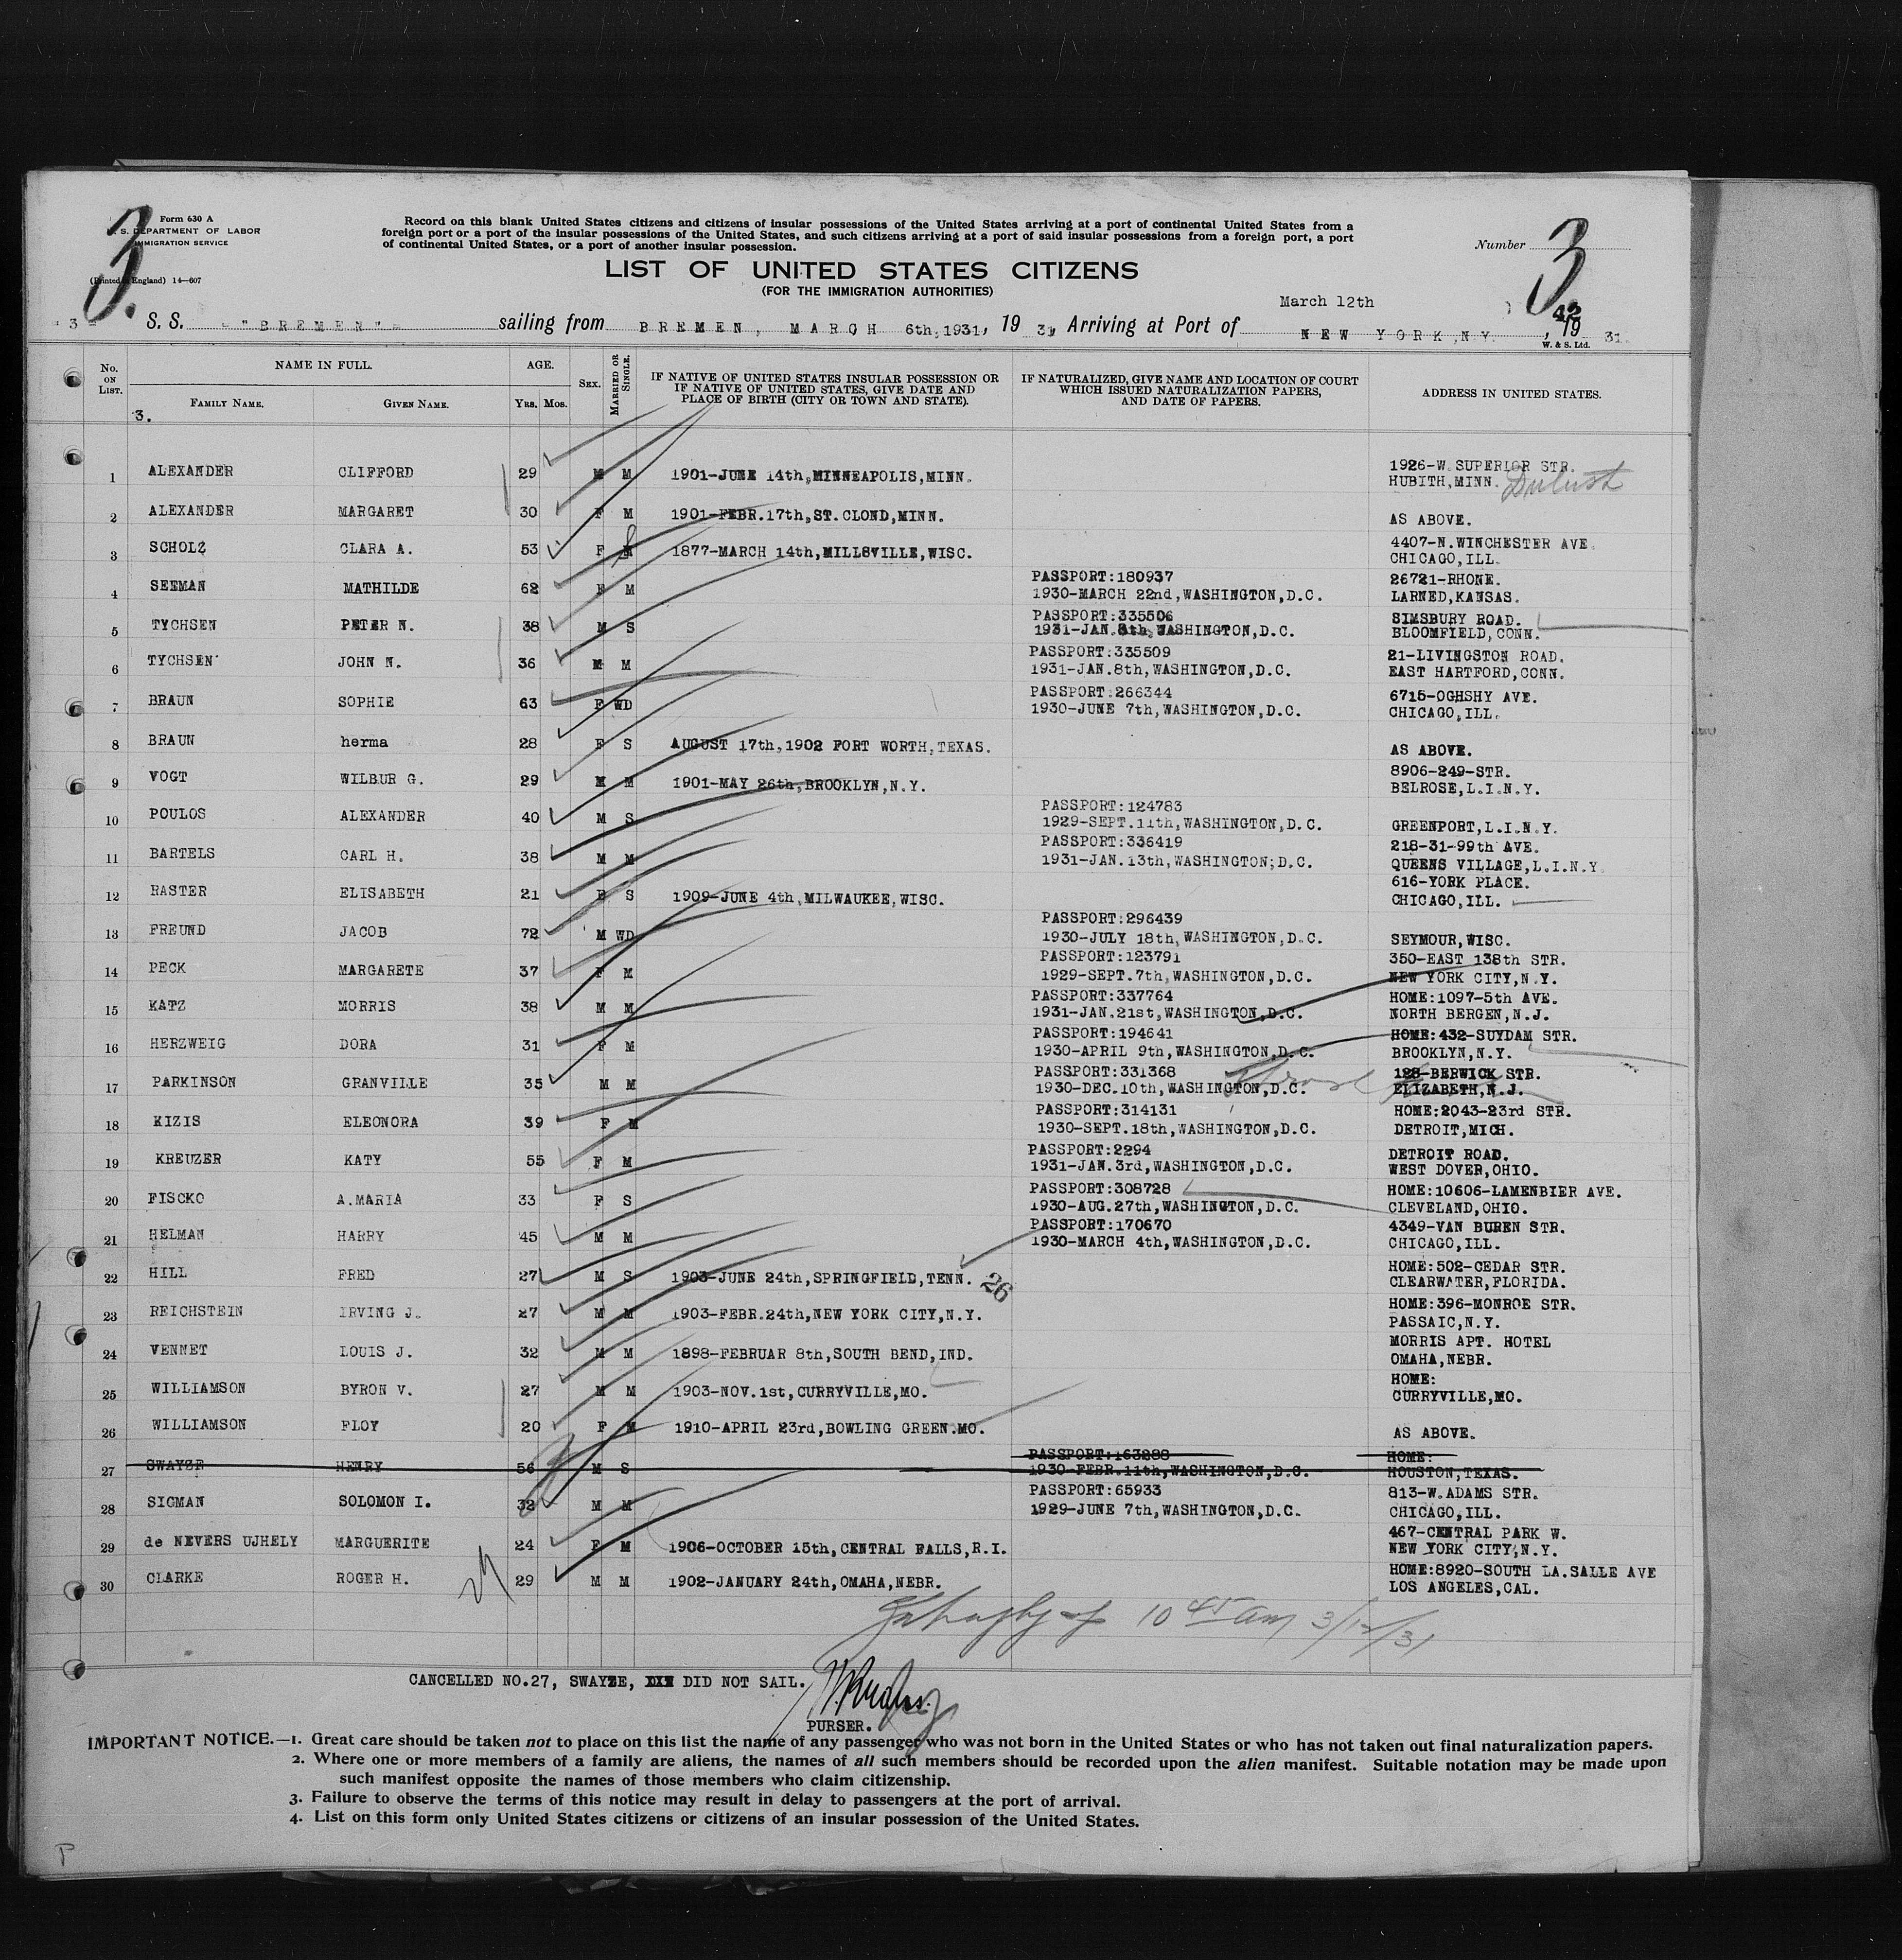 3.
Form 630 A
S. DEPARTMENT OF LABOR
IMMIGRATION SERVICE
(Printed in England) 14—607
Record on this blank United States citizens and citizens of insular possessions of the United States arriving at a port of continental United States from a
foreign port or a port of the insular possessions of the United States, and such citizens arriving at a port of said insular possessions from a foreign port, a port
of continental United States, or a port of another insular possession.
Number 3
LIST OF UNITED STATES CITIZENS
(FOR THE IMMIGRATION AUTHORITIES)
March 12th
42
- 3 - S. S. -"BREMEN"- sailing from BREMEN, MARCH 6th,1931, 19 31, Arriving at Port of NEW YORK,N.Y. , 19 31.
W. & S. Ltd.
No. ON LIST. NAME IN FULL. AGE. SEX. MARRIED OR SINGLE. IF NATIVE OF UNITED STATES INSULAR POSSESSION OR IF NATIVE OF UNITED STATES, GIVE DATE AND PLACE OF BIRTH (CITY OR TOWN AND STATE). IF NATURALIZED, GIVE NAME AND LOCATION OF COURT WHICH ISSUED NATURALIZATION PAPERS, AND DATE OF PAPERS. ADDRESS IN UNITED STATES.
FAMILY NAME. GIVEN NAME. YRS. MOS.
3.
1 ALEXANDER CLIFFORD 29 M M 1901-JUNE 14th,MINNEAPOLIS,MINN. 1926-W.SUPERIOR STR.
HUBITH,MINN. Duluth
2 ALEXANDER MARGARET 30 F M 1901-FEBR.17th,ST.CLOND,MINN. AS ABOVE.
3 SCHOLZ CLARA A. 53 F M 1877-MARCH 14th,MILLSVILLE,WISC. 4407-N.WINCHESTER AVE.
CHICAGO,ILL.
4 SEEMAN MATHILDE 62 F M PASSPORT:180937 26721-RHONE.
1930-MARCH 22nd,WASHINGTON,D.C. LARNED,KANSAS.
5 TYCHSEN PETER N. 38 M S PASSPORT:335506 SIMSBURY ROAD.
1931-JAN.8th,WASHINGTON,D.C. BLOOMFIELD,CONN.
6 TYCHSEN JOHN N. 36 M M PASSPORT:335509 21-LIVINGSTON ROAD.
1931-JAN.8th,WASHINGTON,D.C. EAST HARTFORD,CONN.
7 BRAUN SOPHIE 63 F WD PASSPORT:266344 6715-OGHSHY AVE.
1930-JUNE 7th,WASHINGTON,D.C. CHICAGO,ILL.
8 BRAUN herma 28 F S AUGUST 17th,1902 FORT WORTH,TEXAS. AS ABOVE.
9 VOGT WILBUR G. 29 M M 1901-MAY 26th,BROOKLYN,N.Y. 8906-249-STR.
BELROSE,L.I.N.Y.
10 POULOS ALEXANDER 40 M S PASSPORT:124783
1929-SEPT.11th,WASHINGTON,D.C. GREENPORT,L.I.N.Y.
11 BARTELS CARL H. 38 M M PASSPORT:336419 218-31-99th AVE.
1931-JAN.13th,WASHINGTON;D.C. QUEENS VILLAGE,L.I.N.Y.
12 RASTER ELISABETH 21 F S 1909-JUNE 4th,MILWAUKEE,WISC. 616-YORK PLACE.
CHICAGO,ILL.
13 FREUND JACOB 72 M WD PASSPORT:296439
1930-JULY 18th,WASHINGTON,D.C. SEYMOUR,WISC.
14 PECK MARGARETE 37 F M PASSPORT:123791 350-EAST 138th STR.
1929-SEPT.7th,WASHINGTON,D.C. NEW YORK CITY,N.Y.
15 KATZ MORRIS 38 M M PASSPORT:337764 HOME:1097-5th AVE.
1931-JAN.21st,WASHINGTON,D.C. NORTH BERGEN,N.J.
16 HERZWEIG DORA 31 F M PASSPORT:194641 HOME:432-SUYDAM STR.
1930-APRIL 9th,WASHINGTON,D.C. BROOKLYN,N.Y.
17 PARKINSON GRANVILLE 35 M M PASSPORT:331368 128-BERWICK STR.
1930-DEC.10th,WASHINGTON,D.C. ELIZABETH,N.J.
18 KIZIS ELEONORA 39 F M PASSPORT:314131 HOME:2043-23rd STR.
1930-SEPT.18th,WASHINGTON,D.C. DETROIT,MICH.
19 KREUZER KATY 55 F M PASSPORT:2294 DETROIT ROAD.
1931-JAN.3rd,WASHINGTON,D.C. WEST DOVER,OHIO.
20 FISCKO A.MARIA 33 F S PASSPORT:308728 HOME:10606-LAMENBIER AVE.
1930-AUG.27th,WASHINGTON,D.C. CLEVELAND,OHIO.
21 HELMAN HARRY 45 M M PASSPORT:170670 4349-VAN BUREN STR.
1930-MARCH 4th,WASHINGTON,D.C. CHICAGO,ILL.
22 HILL FRED 27 M S 1903-JUNE 24th,SPRINGFIELD,TENN. 26 HOME:502-CEDAR STR.
CLEARWATER,FLORIDA.
23 REICHSTEIN IRVING J. 27 M M 1903-FEBR.24th,NEW YORK CITY,N.Y. HOME:396-MONROE STR.
PASSAIC,N.Y.
24 VENNET LOUIS J. 32 M M 1898-FEBRUAR 8th,SOUTH BEND,IND. MORRIS APT. HOTEL
OMAHA,NEBR.
25 WILLIAMSON BYRON V. 27 M M 1903-NOV.1st,CURRYVILLE,MO. HOME:
CURRYVILLE,MO.
26 WILLIAMSON FLOY 20 F M 1910-APRIL 23rd,BOWLING GREEN.MO. AS ABOVE.
27 SWAYZE HENRY 56 M S PASSPORT:163288 HOME:
1930-FEBR.11th,WASHINGTON,D.C. HOUSTON,TEXAS.
28 SICMAN SOLOMON I. 32 M M PASSPORT:65933 813-W.ADAMS STR.
1929-JUNE 7th,WASHINGTON,D.C. CHICAGO,ILL.
29 de NEVERS UJHELY MARGUERITE 24 F M 1906-OCTOBER 15th,CENTRAL FALLS,R.I. 467-CENTRAL PARK W.
NEW YORK CITY,N.Y.
30 CLARKE ROGER H. 29 M M 1902-JANUARY 24th,OMAHA,NEBR. HOME:8920-SOUTH LA.SALLE AVE
LOS ANGELES,CAL.
29
10 45 am 3/12/31
CANCELLED NO.27, SWAYZE, DID NOT SAIL.
PURSER.
IMPORTANT NOTICE.—1. Great care should be taken not to place on this list the name of any passenger who was not born in the United States or who has not taken out final naturalization papers.
2. Where one or more members of a family are aliens, the names of all such members should be recorded upon the alien manifest. Suitable notation may be made upon
such manifest opposite the names of those members who claim citizenship.
3. Failure to observe the terms of this notice may result in delay to passengers at the port of arrival.
4. List on this form only United States citizens or citizens of an insular possession of the United States.
P